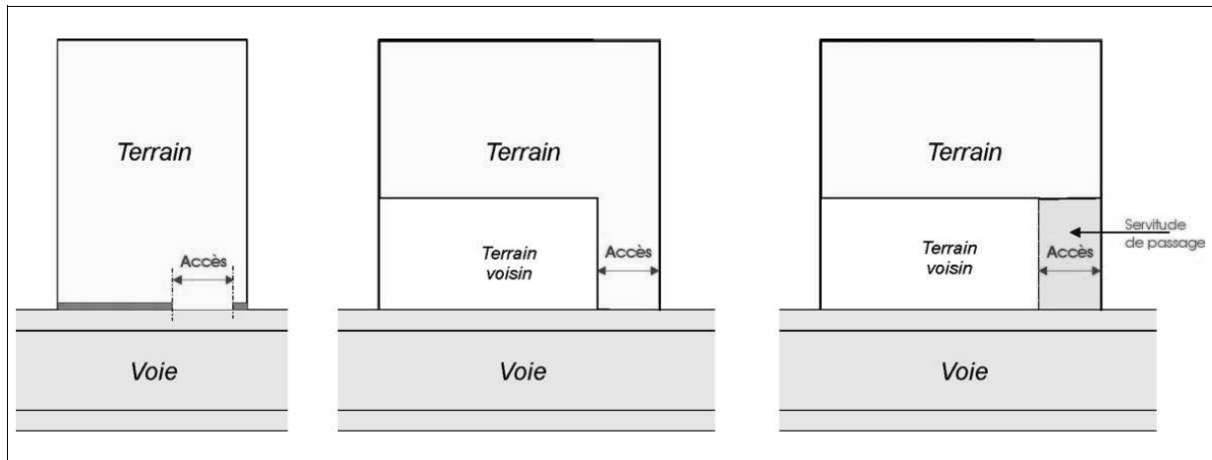 Terrain
Accès
Voie
Terrain
Terrain
voisin
Accès
Voie
Terrain
Servitude
de passage
Terrain
voisin
Accès
Voie